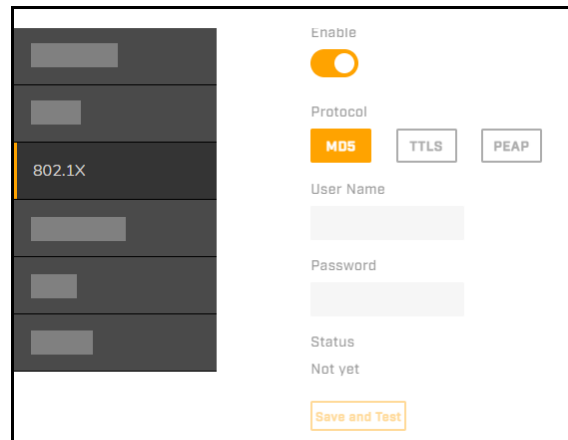 802.1X
Enable
Protocol
MD5 TTLS PEAP
User Name
Password
Status
Not yet
Save and Test